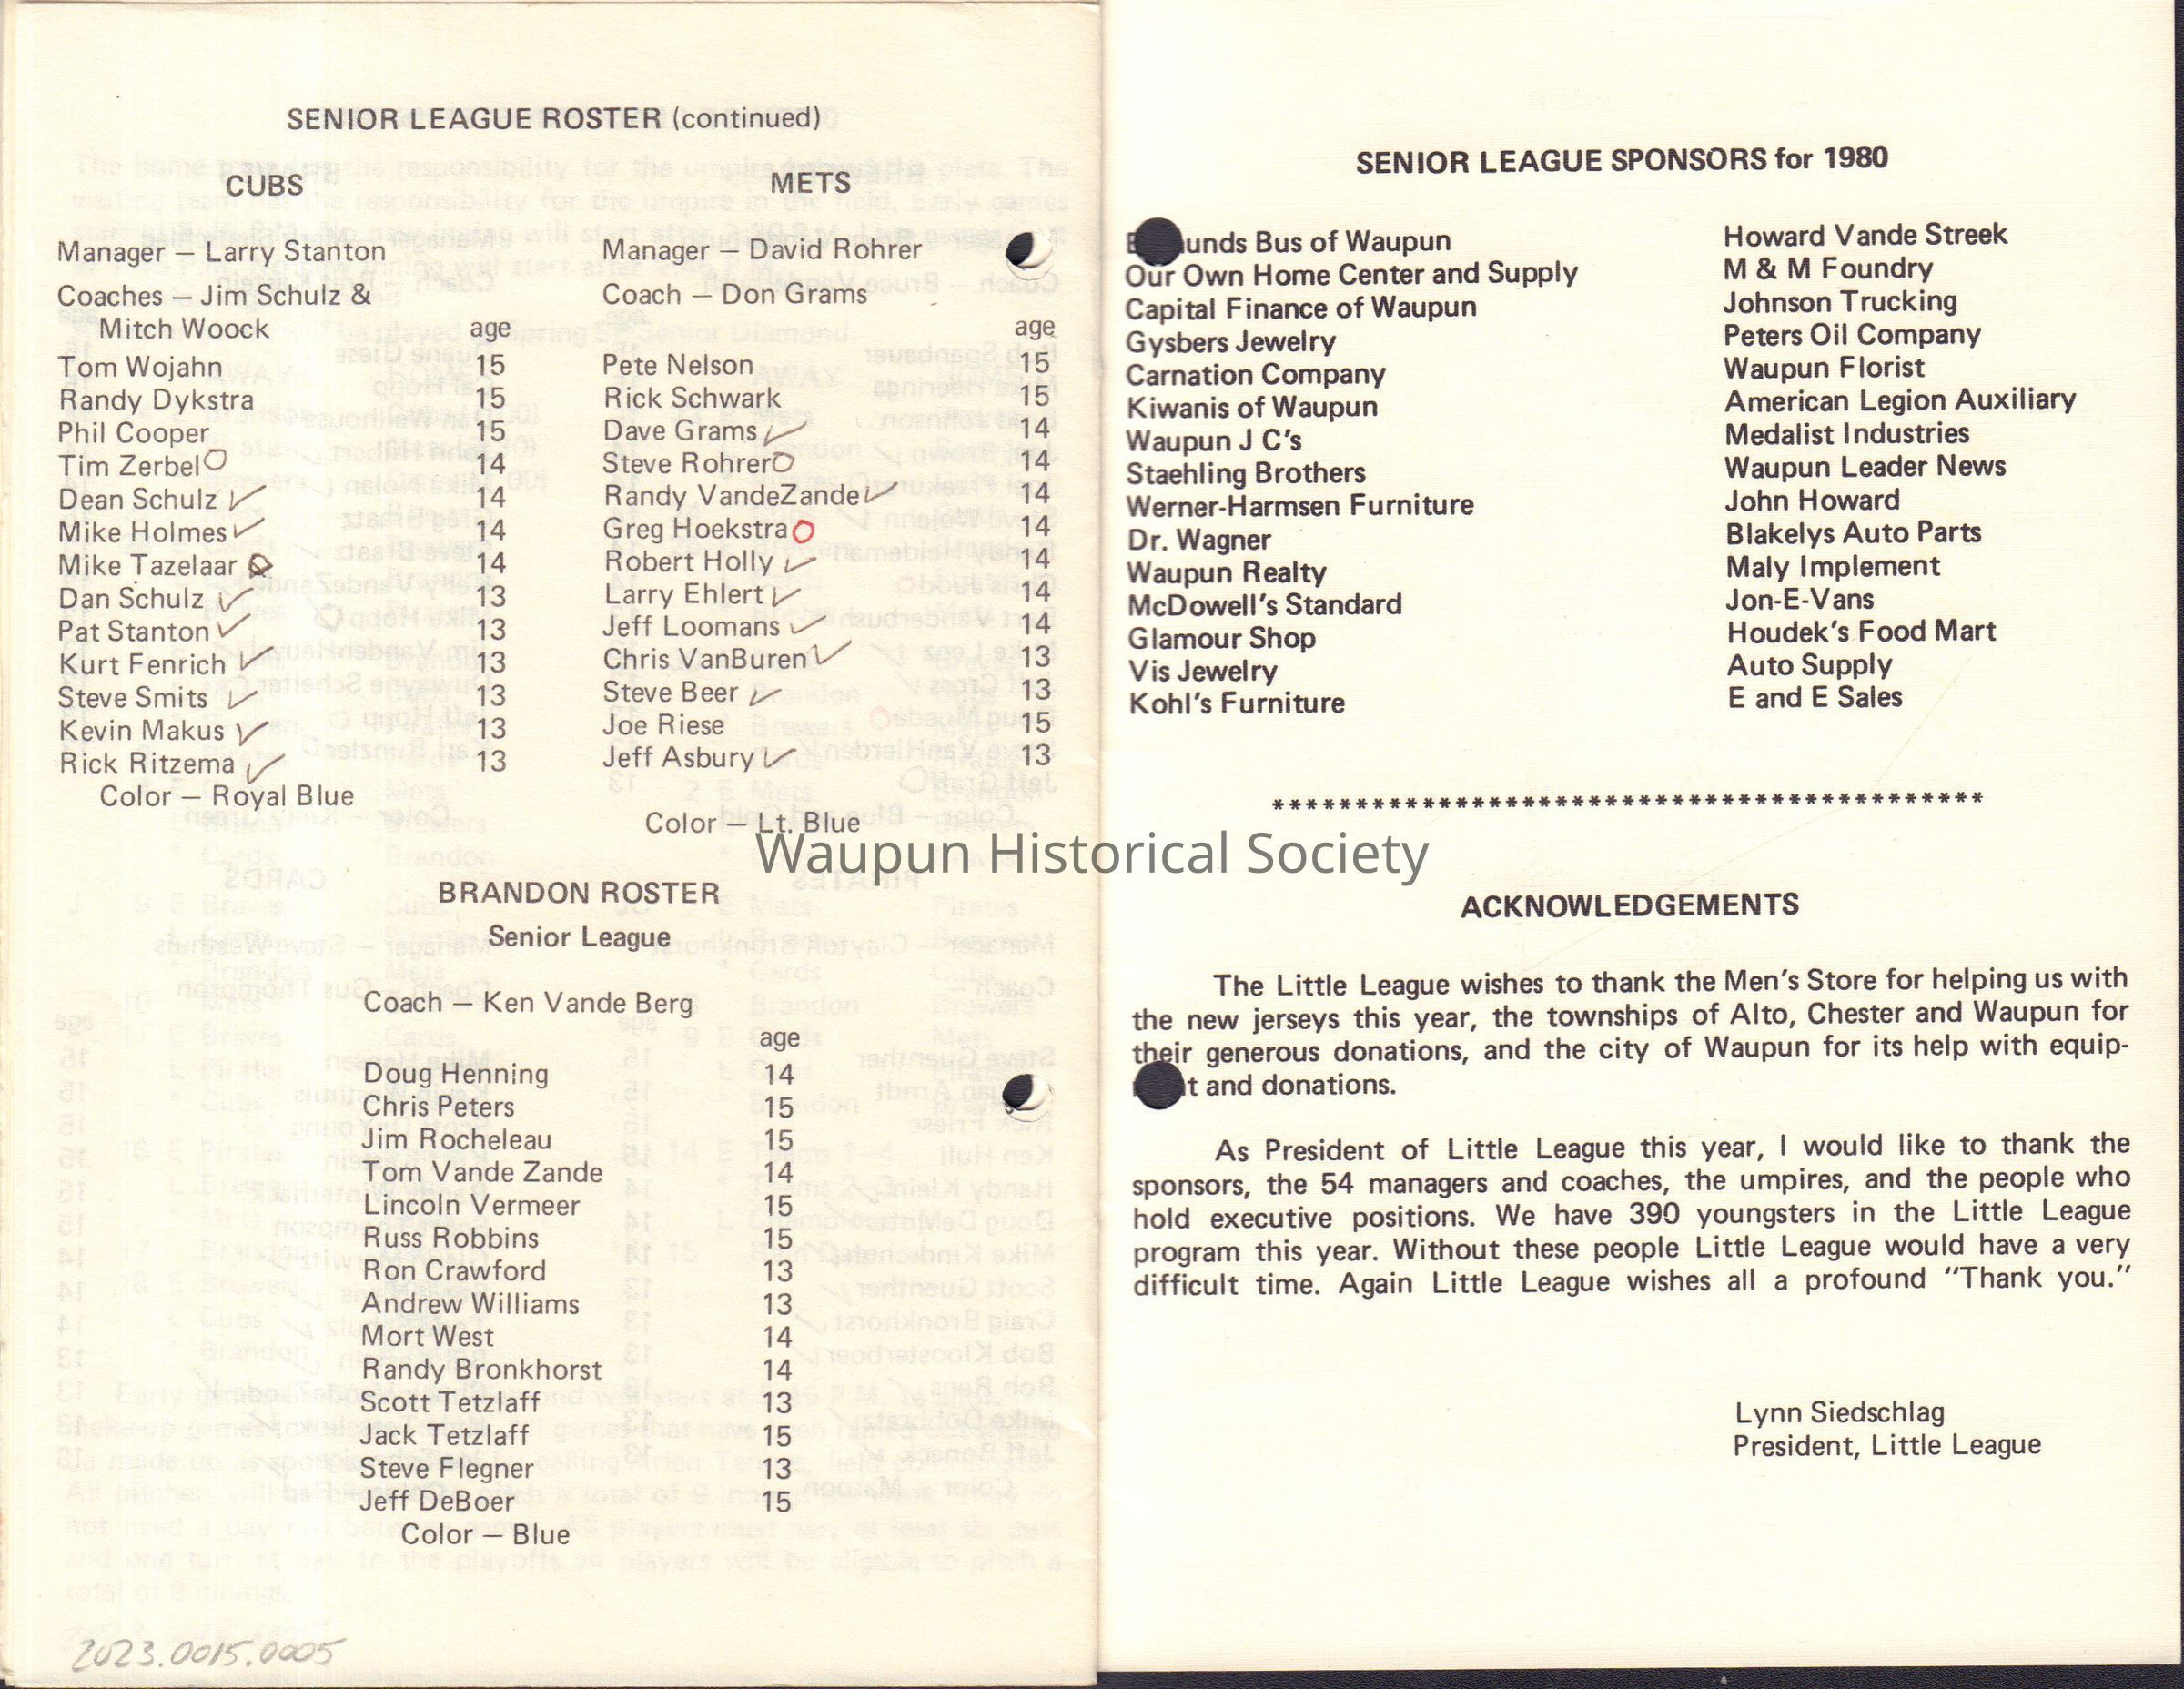 SENIOR LEAGUE ROSTER (continued)
CUBS
Manager — Larry Stanton
Coaches — Jim Schulz &
Mitch Woock age
Tom Wojahn 15
Randy Dykstra 15
Phil Cooper 15
Tim Zerbel 14
Dean Schulz ✓ 14
Mike Holmes ✓ 14
Mike Tazelaar 14
Dan Schulz ✓ 13
Pat Stanton ✓ 13
Kurt Fenrich ✓ 13
Steve Smits ✓ 13
Kevin Makus ✓ 13
Rick Ritzema ✓ 13
Color — Royal Blue
METS
Manager — David Rohrer
Coach — Don Grams
age
Pete Nelson 15
Rick Schwark 15
Dave Grams ✓ 14
Steve Rohrer 14
Randy VandeZande ✓ 14
Greg Hoekstra 14
Robert Holly ✓ 14
Larry Ehlert ✓ 14
Jeff Loomans ✓ 14
Chris VanBuren ✓ 13
Steve Beer ✓ 13
Joe Riese 15
Jeff Asbury ✓ 13
Color — Lt. Blue
BRANDON ROSTER
Senior League
Coach — Ken Vande Berg
age
Doug Henning 14
Chris Peters 15
Jim Rocheleau 15
Tom Vande Zande 14
Lincoln Vermeer 15
Russ Robbins 15
Ron Crawford 13
Andrew Williams 13
Mort West 14
Randy Bronkhorst 14
Scott Tetzlaff 13
Jack Tetzlaff 15
Steve Flegner 13
Jeff DeBoer 15
Color — Blue
2023.0015.0005
SENIOR LEAGUE SPONSORS for 1980
Bus of Waupun
Our Own Home Center and Supply
Capital Finance of Waupun
Gysbers Jewelry
Carnation Company
Kiwanis of Waupun
Waupun J C's
Staehling Brothers
Werner-Harmsen Furniture
Dr. Wagner
Waupun Realty
McDowell's Standard
Glamour Shop
Vis Jewelry
Kohl's Furniture
Howard Vande Streek
M & M Foundry
Johnson Trucking
Peters Oil Company
Waupun Florist
American Legion Auxiliary
Medalist Industries
Waupun Leader News
John Howard
Blakelys Auto Parts
Maly Implement
Jon-E-Vans
Houdek's Food Mart
Auto Supply
E and E Sales
*******************************************
Waupun Historical Society
ACKNOWLEDGEMENTS
The Little League wishes to thank the Men's Store for helping us with
the new jerseys this year, the townships of Alto, Chester and Waupun for
their generous donations, and the city of Waupun for its help with equip-
t and donations.
As President of Little League this year, I would like to thank the
sponsors, the 54 managers and coaches, the umpires, and the people who
hold executive positions. We have 390 youngsters in the Little League
program this year. Without these people Little League would have a very
difficult time. Again Little League wishes all a profound "Thank you."
Lynn Siedschlag
President, Little League